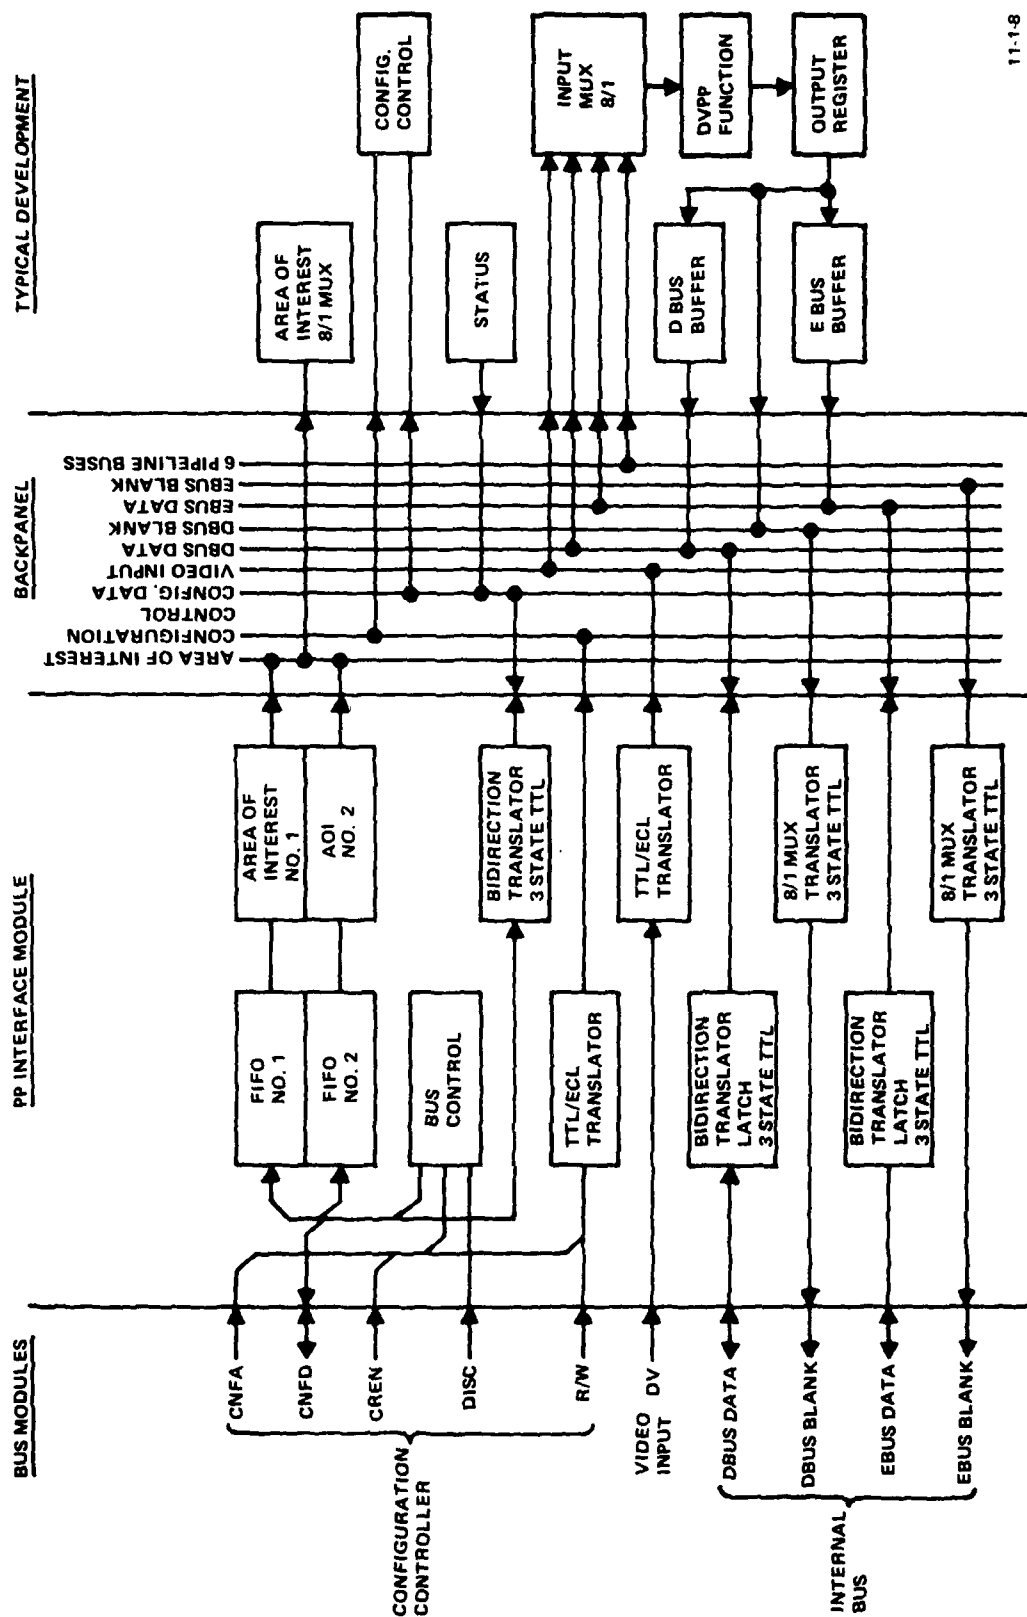 BUS MODULES
PP INTERFACE MODULE
BACKPANEL
TYPICAL DEVELOPMENT
CONFIGURATION
CONTROLLER
CNFA
CNFD
CREN
DISC
R/W
VIDEO
INPUT
DV
INTERNAL
BUS
DBUS DATA
DBUS BLANK
EBUS DATA
EBUS BLANK
FIFO
NO. 1
FIFO
NO. 2
BUS
CONTROL
TTL/ECL
TRANSLATOR
BIDIRECTION
TRANSLATOR
LATCH
3 STATE TTL
BIDIRECTION
TRANSLATOR
LATCH
3 STATE TTL
AREA OF
INTEREST
NO. 1
AOI
NO. 2
BIDIRECTION
TRANSLATOR
3 STATE TTL
TTL/ECL
TRANSLATOR
8/1 MUX
TRANSLATOR
3 STATE TTL
8/1 MUX
TRANSLATOR
3 STATE TTL
AREA OF INTEREST
CONFIGURATION
CONTROL
CONFIG. DATA
VIDEO INPUT
DBUS DATA
DBUS BLANK
EBUS DATA
EBUS BLANK
6 PIPELINE BUSES
AREA OF
INTEREST
8/1 MUX
CONFIG.
CONTROL
STATUS
INPUT
MUX
8/1
DVPP
FUNCTION
OUTPUT
REGISTER
D BUS
BUFFER
E BUS
BUFFER
11-1-8